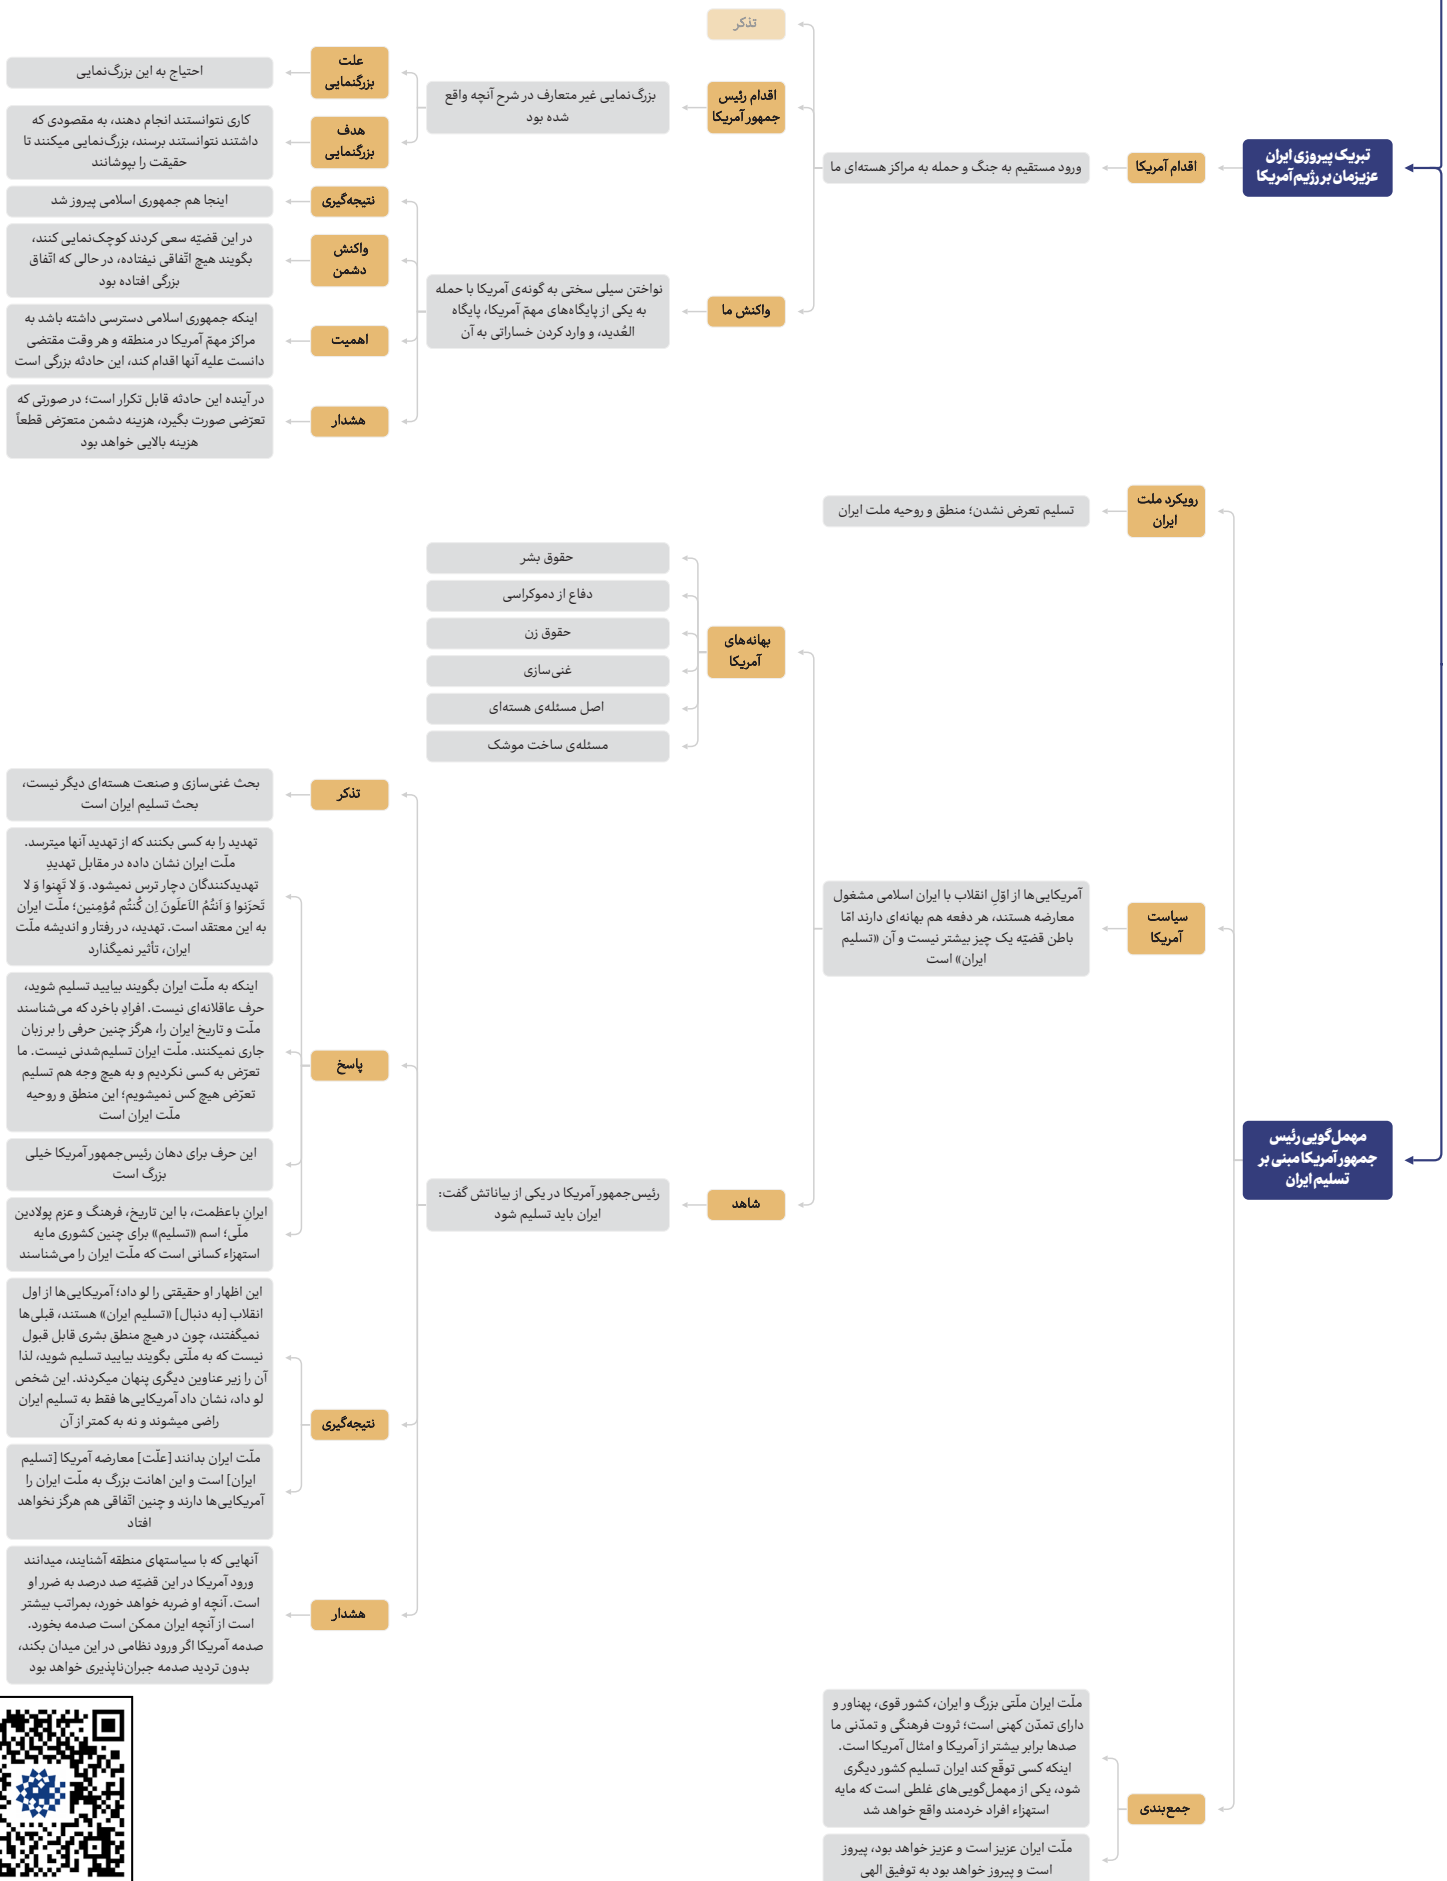 تبریک پیروزی ایران
عزیزمان بر رژیم آمریکا
اقدام آمریکا
ورود مستقیم به جنگ و حمله به مراکز هسته‌ای ما
تذکر
اقدام رئیس
جمهور آمریکا
بزرگ‌نمایی غیر متعارف در شرح آنچه واقع
شده بود
علت
بزرگنمایی
احتیاج به این بزرگ‌نمایی
هدف
بزرگنمایی
کاری نتوانستند انجام دهند، به مقصودی که
داشتند نتوانستند برسند، بزرگ‌نمایی میکنند تا
حقیقت را بپوشانند
واکنش ما
نواختن سیلی سختی به گونه‌ی آمریکا با حمله
به یکی از پایگاه‌های مهمّ آمریکا، پایگاه
العُدید، و وارد کردن خساراتی به آن
نتیجه‌گیری
اینجا هم جمهوری اسلامی پیروز شد
واکنش
دشمن
در این قضیّه سعی کردند کوچک‌نمایی کنند،
بگویند هیچ اتّفاقی نیفتاده، در حالی که اتّفاق
بزرگی افتاده بود
اهمیت
اینکه جمهوری اسلامی دسترسی داشته باشد به
مراکز مهمّ آمریکا در منطقه و هر وقت مقتضی
دانست علیه آنها اقدام کند، این حادثه بزرگی است
هشدار
در آینده این حادثه قابل تکرار است؛ در صورتی که
تعرّضی صورت بگیرد، هزینه دشمن متعرّض قطعاً
هزینه بالایی خواهد بود
مهمل‌گویی رئیس
جمهور آمریکا مبنی بر
تسلیم ایران
رویکرد ملت
ایران
تسلیم تعرض نشدن؛ منطق و روحیه ملت ایران
سیاست
آمریکا
آمریکایی‌ها از اوّلِ انقلاب با ایران اسلامی مشغول
معارضه هستند، هر دفعه هم بهانه‌ای دارند امّا
باطن قضیّه یک چیز بیشتر نیست و آن «تسلیم
ایران» است
بهانه‌های
آمریکا
حقوق بشر
دفاع از دموکراسی
حقوق زن
غنی‌سازی
اصل مسئله‌ی هسته‌ای
مسئله‌ی ساخت موشک
شاهد
رئیس‌جمهور آمریکا در یکی از بیاناتش گفت:
ایران باید تسلیم شود
تذکر
بحث غنی‌سازی و صنعت هسته‌ای دیگر نیست،
بحث تسلیم ایران است
پاسخ
تهدید را به کسی بکنند که از تهدید آنها میترسد.
ملّت ایران نشان داده در مقابل تهدیدِ
تهدیدکنندگان دچار ترس نمیشود. وَ لا تَهِنوا وَ لا
تَحزَنوا وَ اَنتُمُ الاَعلَونَ اِن کُنتُم مُؤمِنین؛ ملّت ایران
به این معتقد است. تهدید، در رفتار و اندیشه ملّت
ایران، تأثیر نمیگذارد
اینکه به ملّت ایران بگویند بیایید تسلیم شوید،
حرف عاقلانه‌ای نیست. افرادِ باخرد که می‌شناسند
ملّت و تاریخ ایران را، هرگز چنین حرفی را بر زبان
جاری نمیکنند. ملّت ایران تسلیم‌شدنی نیست. ما
تعرّض به کسی نکردیم و به هیچ وجه هم تسلیم
تعرّض هیچ کس نمیشویم؛ این منطق و روحیه
ملّت ایران است
این حرف برای دهان رئیس‌جمهور آمریکا خیلی
بزرگ است
ایرانِ باعظمت، با این تاریخ، فرهنگ و عزم پولادین
ملّی؛ اسم «تسلیم» برای چنین کشوری مایه
استهزاء کسانی است که ملّت ایران را می‌شناسند
نتیجه‌گیری
این اظهار او حقیقتی را لو داد؛ آمریکایی‌ها از اول
انقلاب [به دنبال] «تسلیم ایران» هستند، قبلی‌ها
نمیگفتند، چون در هیچ منطق بشری قابل قبول
نیست که به ملّتی بگویند بیایید تسلیم شوید، لذا
آن را زیر عناوین دیگری پنهان میکردند. این شخص
لو داد، نشان داد آمریکایی‌ها فقط به تسلیم ایران
راضی میشوند و نه به کمتر از آن
ملّت ایران بدانند [علّت] معارضه آمریکا [تسلیم
ایران] است و این اهانت بزرگ به ملّت ایران را
آمریکایی‌ها دارند و چنین اتّفاقی هم هرگز نخواهد
افتاد
هشدار
آنهایی که با سیاستهای منطقه آشنایند، میدانند
ورود آمریکا در این قضیّه صد درصد به ضرر او
است. آنچه او ضربه خواهد خورد، بمراتب بیشتر
است از آنچه ایران ممکن است صدمه بخورد.
صدمه آمریکا اگر ورود نظامی در این میدان بکند،
بدون تردید صدمه جبران‌ناپذیری خواهد بود
جمع‌بندی
ملّت ایران ملّتی بزرگ و ایران، کشور قوی، پهناور و
دارای تمدّن کهنی است؛ ثروت فرهنگی و تمدّنی ما
صدها برابر بیشتر از آمریکا و امثال آمریکا است.
اینکه کسی توقّع کند ایران تسلیم کشور دیگری
شود، یکی از مهمل‌گویی‌های غلطی است که مایه
استهزاء افراد خردمند واقع خواهد شد
ملّت ایران عزیز است و عزیز خواهد بود، پیروز
است و پیروز خواهد بود به توفیق الهی